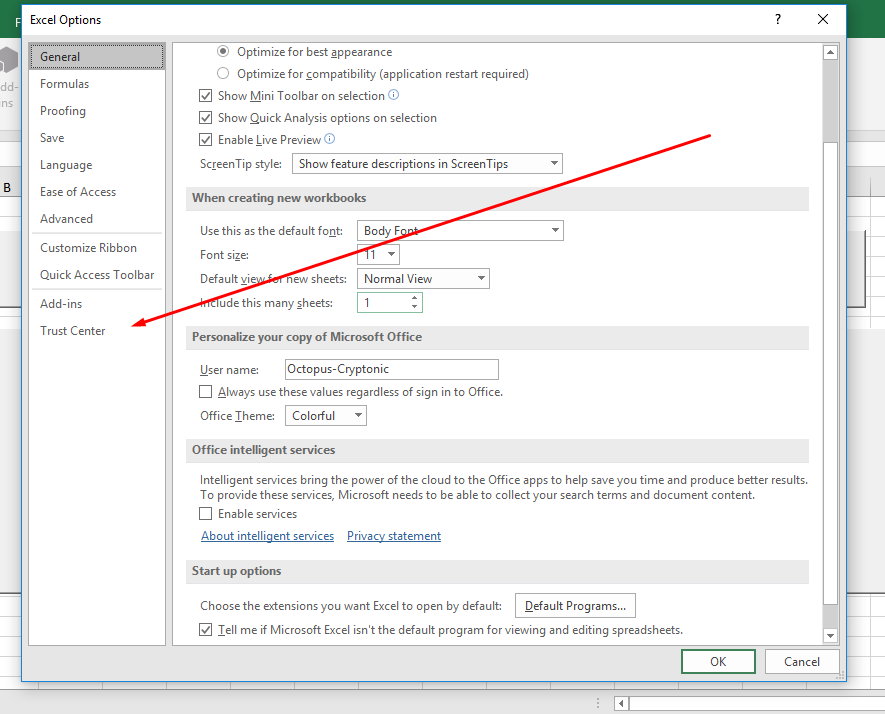 Excel Options
?
F
dd-
ins
B
General
Formulas
Proofing
Save
Language
Ease of Access
Advanced
Customize Ribbon
Quick Access Toolbar
Add-ins
Trust Center
Optimize for best appearance
Optimize for compatibility (application restart required)
Show Mini Toolbar on selection
Show Quick Analysis options on selection
Enable Live Preview
ScreenTip style: Show feature descriptions in ScreenTips
When creating new workbooks
Use this as the default font: Body Font
Font size: 11
Default view for new sheets: Normal View
Include this many sheets: 1
Personalize your copy of Microsoft Office
User name: Octopus-Cryptonic
Always use these values regardless of sign in to Office.
Office Theme: Colorful
Office intelligent services
Intelligent services bring the power of the cloud to the Office apps to help save you time and produce better results.
To provide these services, Microsoft needs to be able to collect your search terms and document content.
Enable services
About intelligent services Privacy statement
Start up options
Choose the extensions you want Excel to open by default: Default Programs...
Tell me if Microsoft Excel isn't the default program for viewing and editing spreadsheets.
OK Cancel